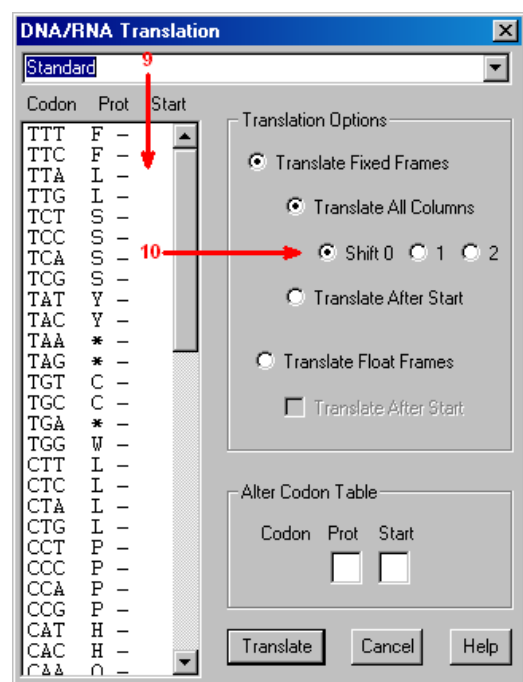 DNA/RNA Translation
Standard
9
Codon Prot Start
TTT F –
TTC F –
TTA L –
TTG L –
TCT S –
TCC S –
TCA S –
TCG S –
TAT Y –
TAC Y –
TAA * –
TAG * –
TGT C –
TGC C –
TGA * –
TGG W –
CTT L –
CTC L –
CTA L –
CTG L –
CCT P –
CCC P –
CCA P –
CCG P –
CAT H –
CAC H –
CAA Q –
Translation Options
Translate Fixed Frames
Translate All Columns
10
Shift 0 1 2
Translate After Start
Translate Float Frames
Translate After Start
Alter Codon Table
Codon Prot Start
Translate Cancel Help